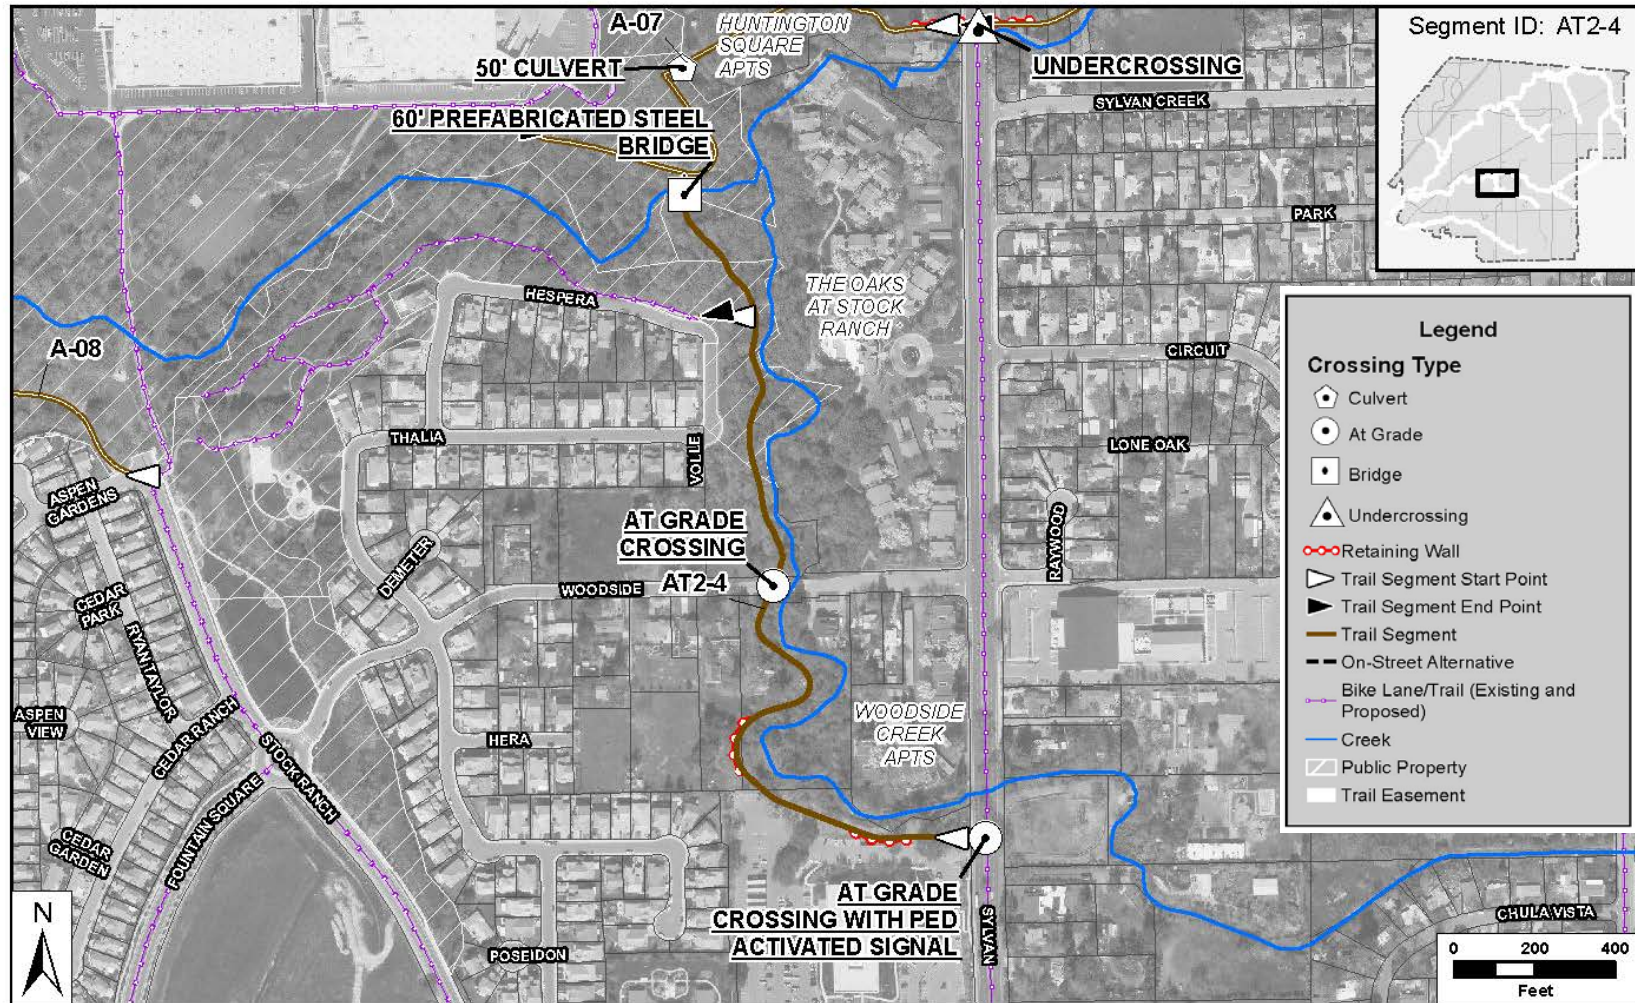 A-07
HUNTINGTON
SQUARE
APTS
50' CULVERT
UNDERCROSSING
Segment ID: AT2-4
SYLVAN CREEK
60' PREFABRICATED STEEL
BRIDGE
PARK
THE OAKS
AT STOCK
RANCH
HESPERA
A-08
CIRCUIT
THALIA
VOLLE
LONE OAK
ASPEN
GARDENS
AT GRADE
CROSSING
AT2-4
RAYWOOD
DEMETER
WOODSIDE
CEDAR
PARK
RYAN TAYLOR
ASPEN
VIEW
CEDAR RANCH
STOCK RANCH
HERA
WOODSIDE
CREEK
APTS
FOUNTAIN SQUARE
CEDAR
GARDEN
AT GRADE
CROSSING WITH PED
ACTIVATED SIGNAL
SYLVAN
POSEIDON
CHULA VISTA
N
Legend
Crossing Type
Culvert
At Grade
Bridge
Undercrossing
Retaining Wall
Trail Segment Start Point
Trail Segment End Point
Trail Segment
On-Street Alternative
Bike Lane/Trail (Existing and
Proposed)
Creek
Public Property
Trail Easement
0 200 400
Feet